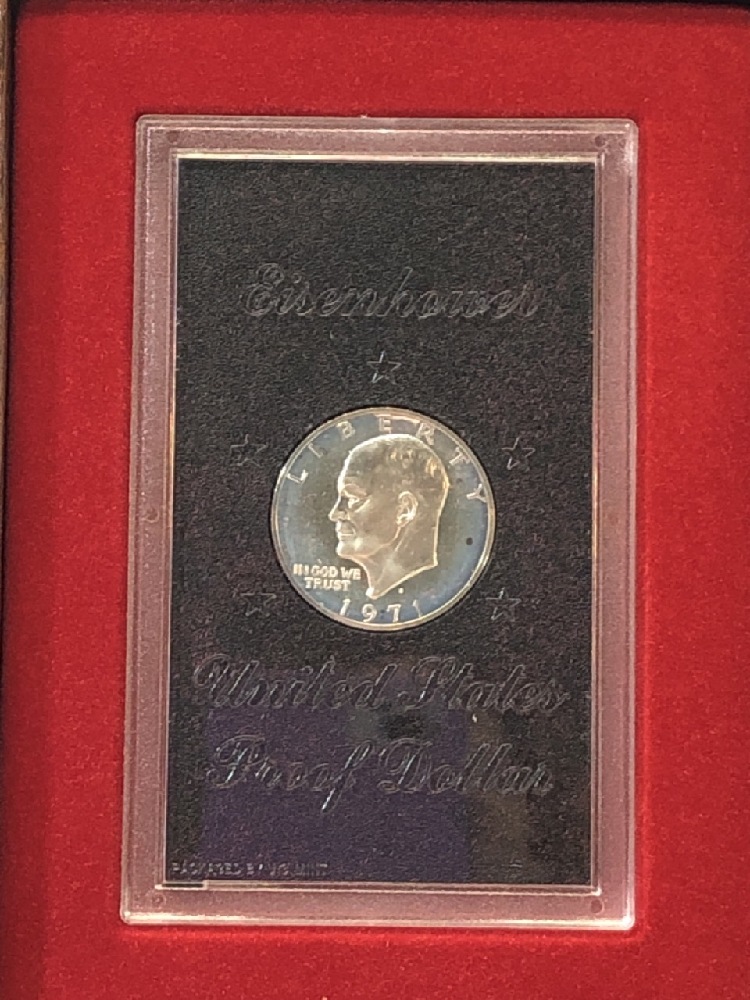 Eisenhower
LIBERTY
IN GOD WE
TRUST
1971
United States
Proof Dollar
PACKAGED BY U.S. MINT